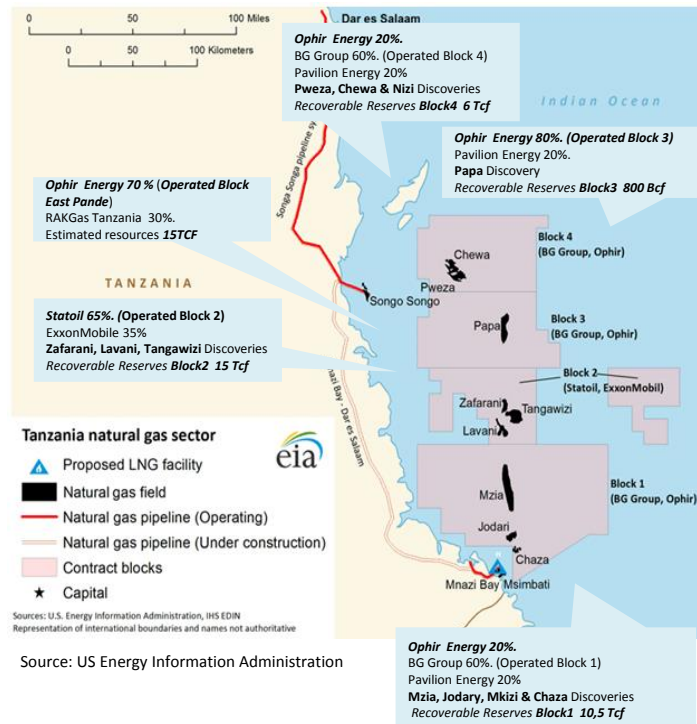 0 50 100 Miles
0 50 100 Kilometers
Dar es Salaam
Ophir Energy 20%.
BG Group 60%. (Operated Block 4)
Pavilion Energy 20%
Pweza, Chewa & Nizi Discoveries
Recoverable Reserves Block4 6 Tcf
Indian Ocean
Ophir Energy 80%. (Operated Block 3)
Pavilion Energy 20%.
Papa Discovery
Recoverable Reserves Block3 800 Bcf
Songa Songa pipeline sy
Ophir Energy 70 % (Operated Block
East Pande)
RAKGas Tanzania 30%.
Estimated resources 15TCF
Block 4
(BG Group, Ophir)
Chewa
Pweza
TANZANIA
Songo Songo
Statoil 65%. (Operated Block 2)
ExxonMobile 35%
Zafarani, Lavani, Tangawizi Discoveries
Recoverable Reserves Block2 15 Tcf
Papa
Block 3
(BG Group, Ophir)
Block 2
(Statoil, ExxonMobil)
Zafarani
Tangawizi
Lavani
nazi Bay - Dar es Salaam
Tanzania natural gas sector
eia
Proposed LNG facility
Natural gas field
Natural gas pipeline (Operating)
Natural gas pipeline (Under construction)
Contract blocks
Capital
Sources: U.S. Energy Information Administration, IHS EDIN
Representation of international boundaries and names not authoritative
Block 1
(BG Group, Ophir)
Mzia
Jodari
Chaza
Mnazi Bay Msimbati
Source: US Energy Information Administration
Ophir Energy 20%.
BG Group 60%. (Operated Block 1)
Pavilion Energy 20%
Mzia, Jodary, Mkizi & Chaza Discoveries
Recoverable Reserves Block1 10,5 Tcf